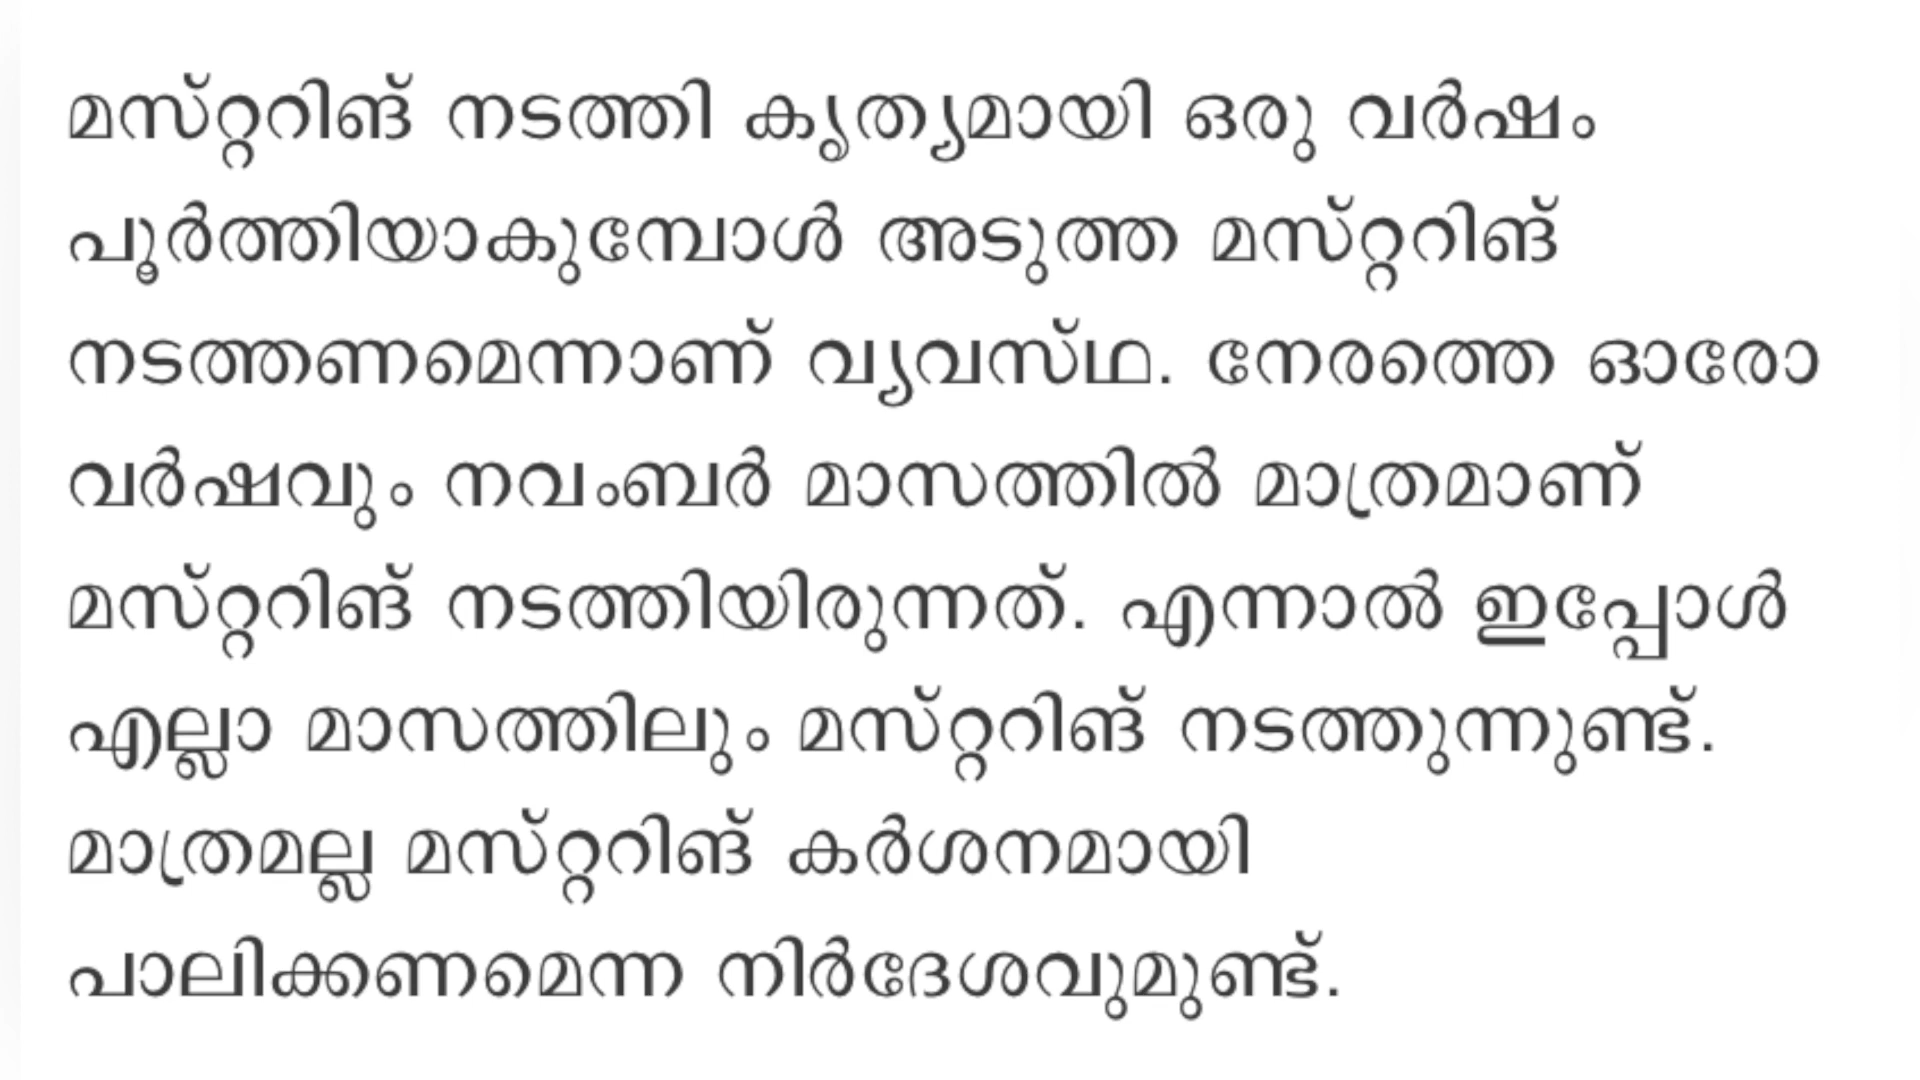 മസ്റ്ററിങ് നടത്തി കൃത്യമായി ഒരു വർഷം
പൂർത്തിയാകുമ്പോൾ അടുത്ത മസ്റ്ററിങ്
നടത്തണമെന്നാണ് വ്യവസ്ഥ. നേരത്തെ ഓരോ
വർഷവും നവംബർ മാസത്തിൽ മാത്രമാണ്
മസ്റ്ററിങ് നടത്തിയിരുന്നത്. എന്നാൽ ഇപ്പോൾ
എല്ലാ മാസത്തിലും മസ്റ്ററിങ് നടത്തുന്നുണ്ട്.
മാത്രമല്ല മസ്റ്ററിങ് കർശനമായി
പാലിക്കണമെന്ന നിർദേശവുമുണ്ട്.